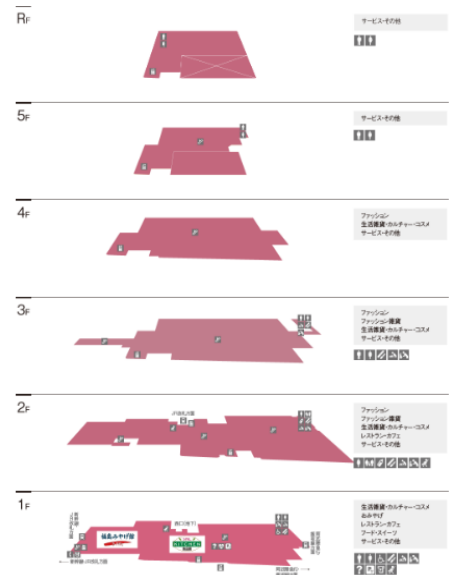 RF
サービス・その他
5F
サービス・その他
4F
ファッション
生活雑貨・カルチャー・コスメ
サービス・その他
3F
ファッション
ファッション雑貨
生活雑貨・カルチャー・コスメ
サービス・その他
2F
ファッション
ファッション雑貨
生活雑貨・カルチャー・コスメ
レストラン・カフェ
サービス・その他
1F
生活雑貨・カルチャー・コスメ
おみやげ
レストラン・カフェ
フード・スイーツ
サービス・その他
福島みやげ館
KITCHEN